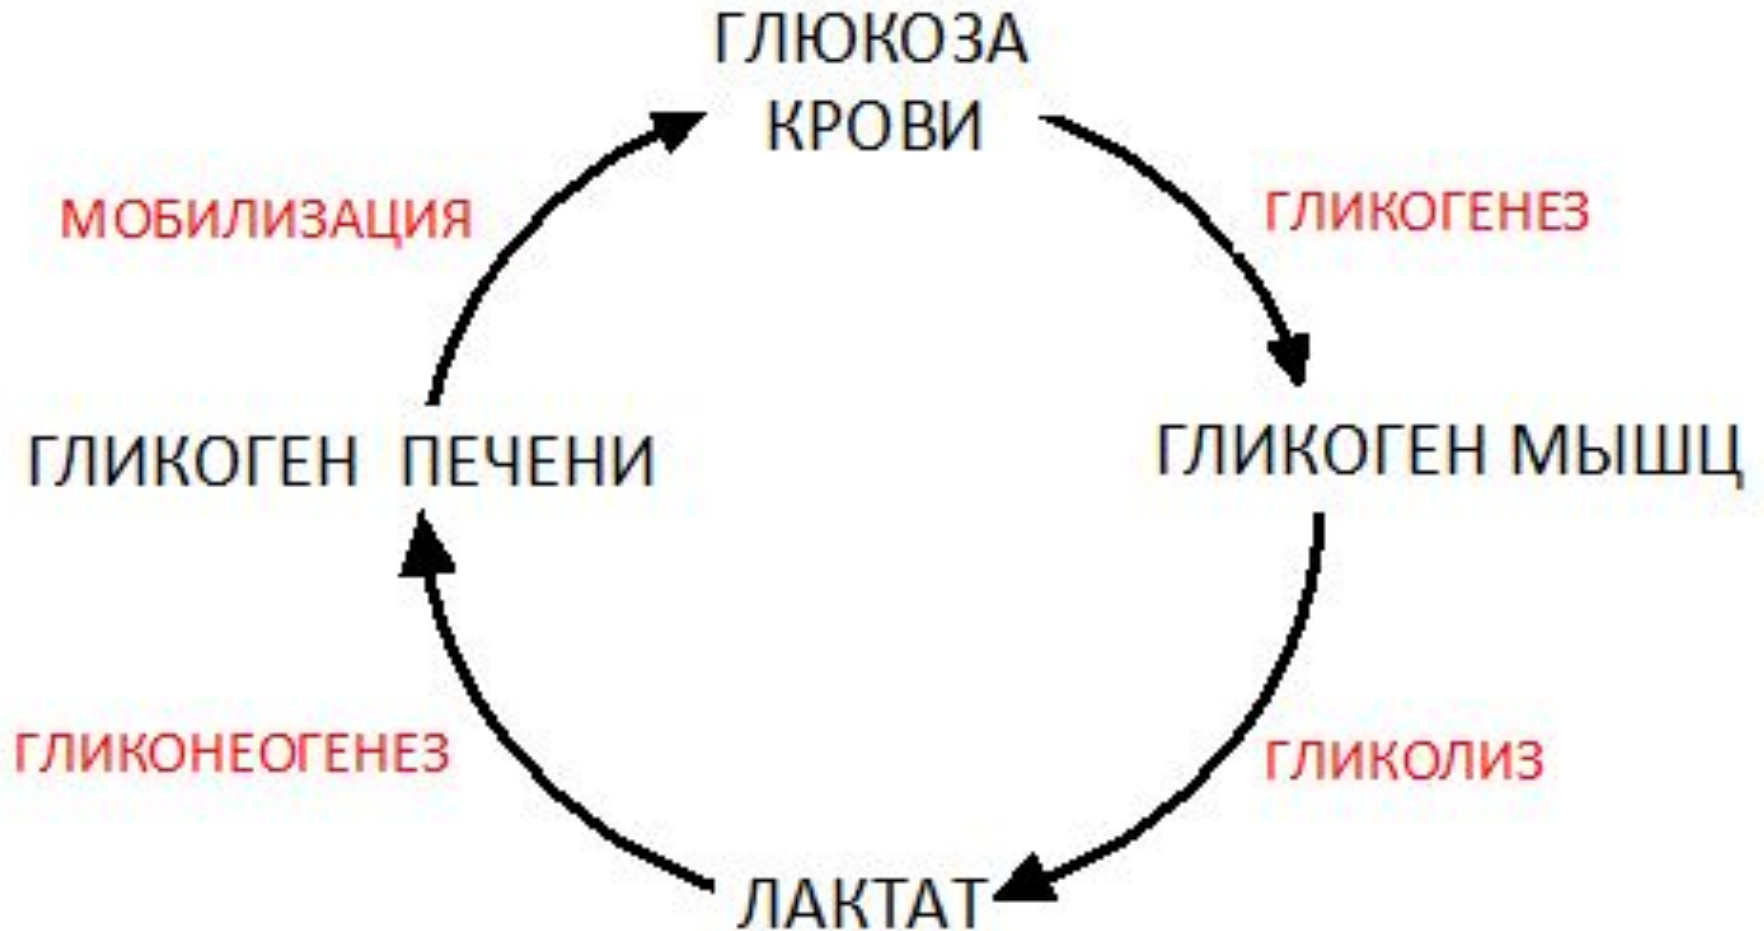 ГЛЮКОЗА
КРОВИ
МОБИЛИЗАЦИЯ
ГЛИКОГЕНЕЗ
ГЛИКОГЕН ПЕЧЕНИ
ГЛИКОГЕН МЫШЦ
ГЛИКОНЕОГЕНЕЗ
ГЛИКОЛИЗ
ЛАКТАТ